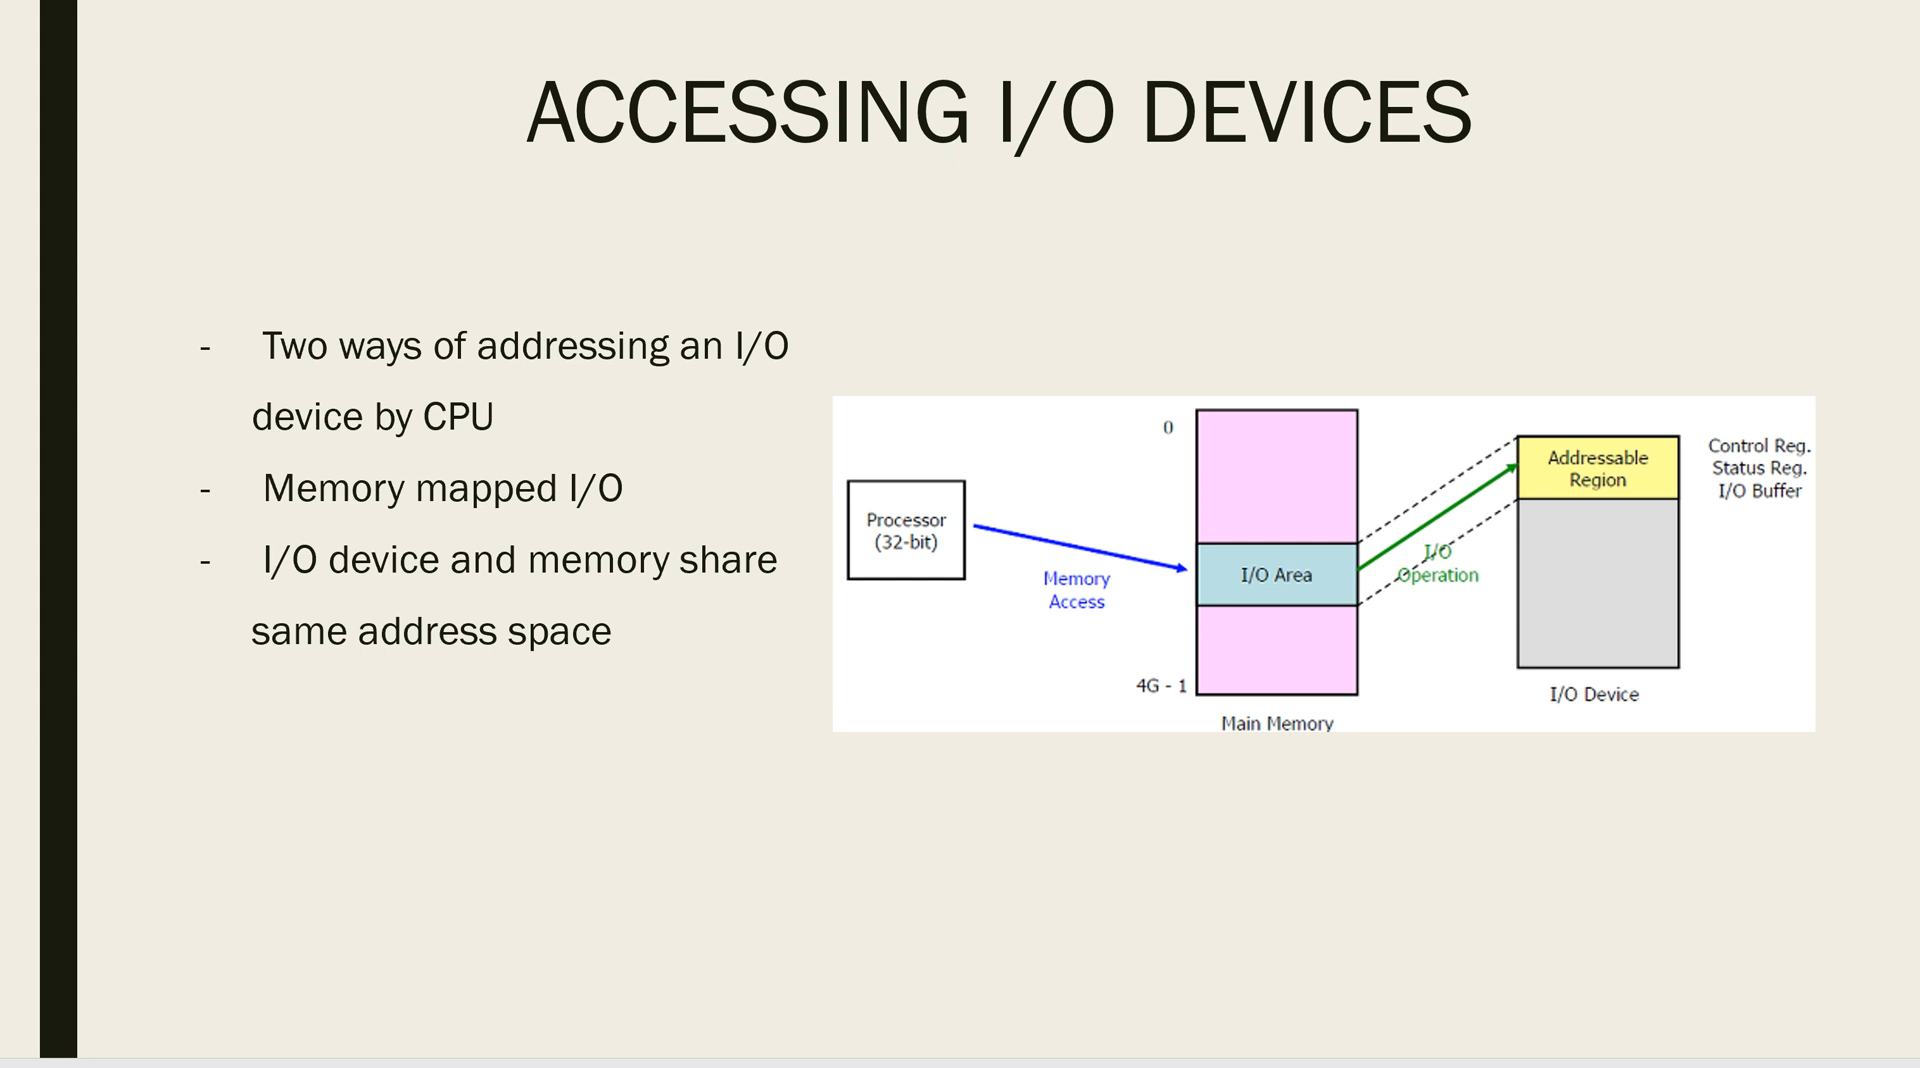 ACCESSING I/O DEVICES
- Two ways of addressing an I/O
device by CPU
- Memory mapped I/O
- I/O device and memory share
same address space
Processor
(32-bit)
Memory
Access
0
I/O Area
4G - 1
Main Memory
I/O
Operation
Addressable
Region
I/O Device
Control Reg.
Status Reg.
I/O Buffer